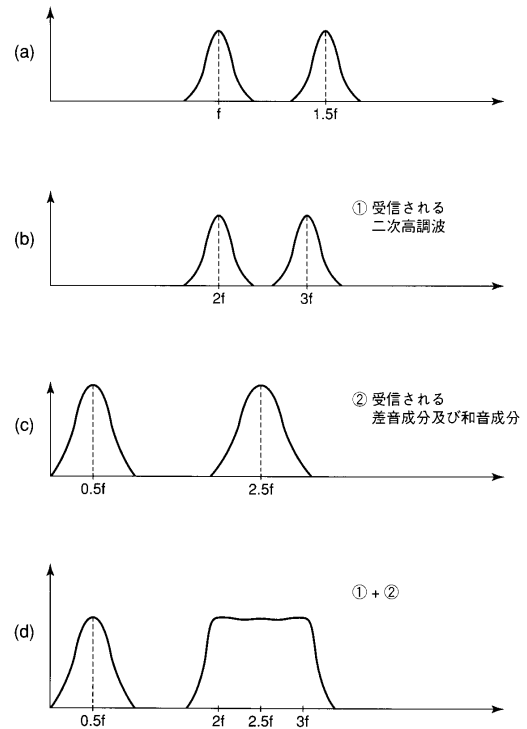 (a)
f 1.5f
(b)
① 受信される
二次高調波
2f 3f
(c)
② 受信される
差音成分及び和音成分
0.5f 2.5f
(d)
① + ②
0.5f 2f 2.5f 3f